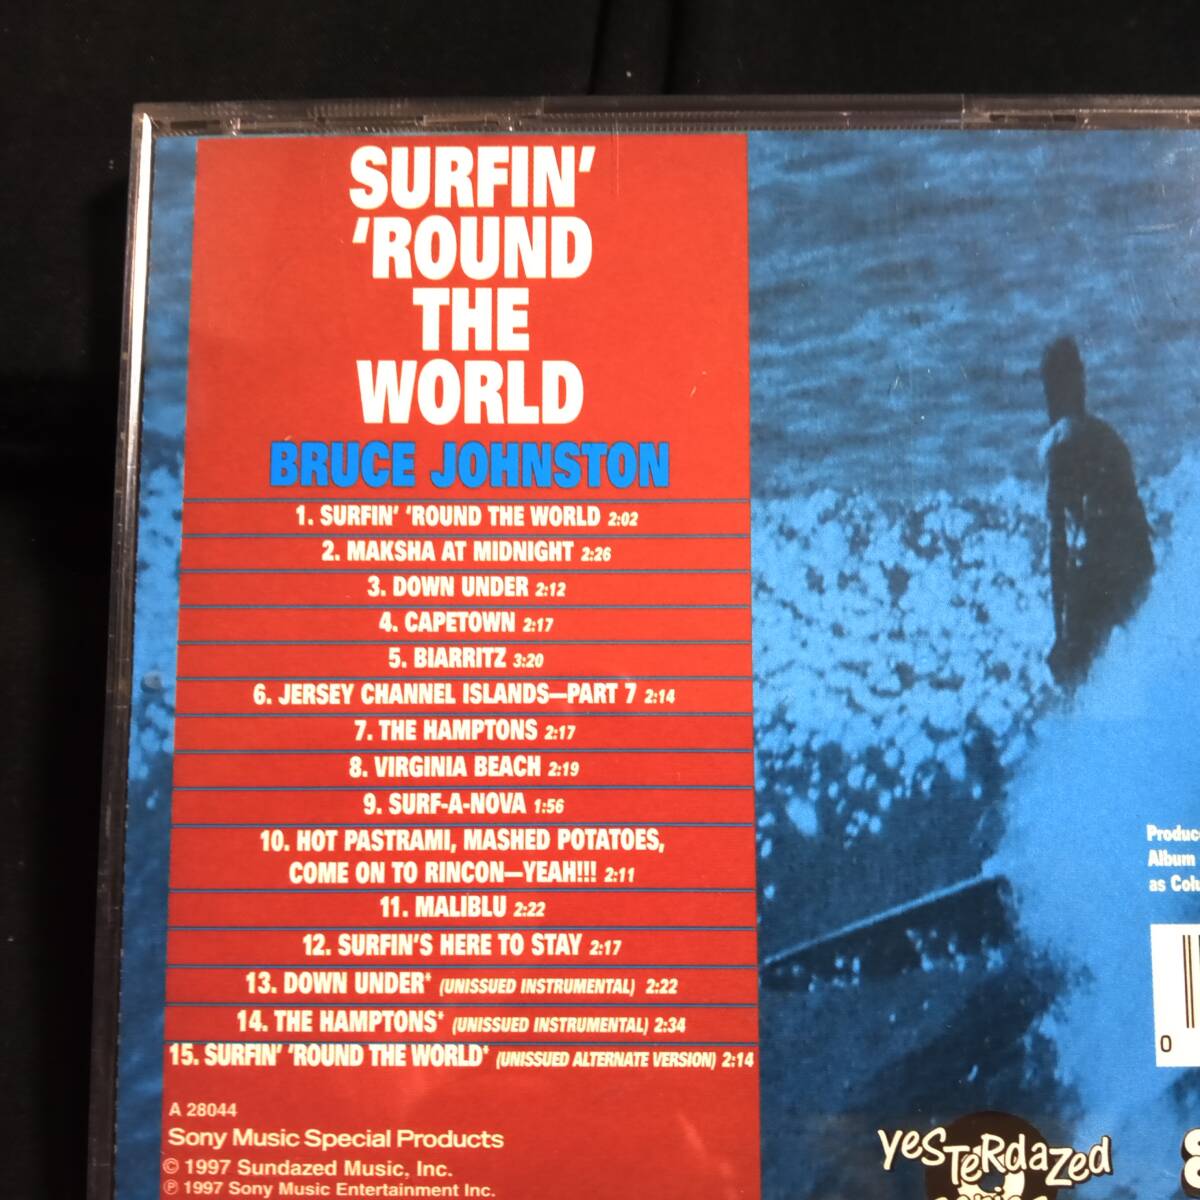 SURFIN'
'ROUND
THE
WORLD
BRUCE JOHNSTON
1. SURFIN' 'ROUND THE WORLD 2:02
2. MAKSHA AT MIDNIGHT 2:26
3. DOWN UNDER 2:12
4. CAPETOWN 2:17
5. BIARRITZ 3:20
6. JERSEY CHANNEL ISLANDS—PART 7 2:14
7. THE HAMPTONS 2:17
8. VIRGINIA BEACH 2:19
9. SURF-A-NOVA 1:56
10. HOT PASTRAMI, MASHED POTATOES,
COME ON TO RINCON—YEAH!!! 2:11
11. MALIBLU 2:22
12. SURFIN'S HERE TO STAY 2:17
13. DOWN UNDER* (UNISSUED INSTRUMENTAL) 2:22
14. THE HAMPTONS* (UNISSUED INSTRUMENTAL) 2:34
15. SURFIN' 'ROUND THE WORLD* (UNISSUED ALTERNATE VERSION) 2:14
A 28044
Sony Music Special Products
© 1997 Sundazed Music, Inc.
℗ 1997 Sony Music Entertainment Inc.
Produc
Album
as Colu
0
yesTeRdaZed